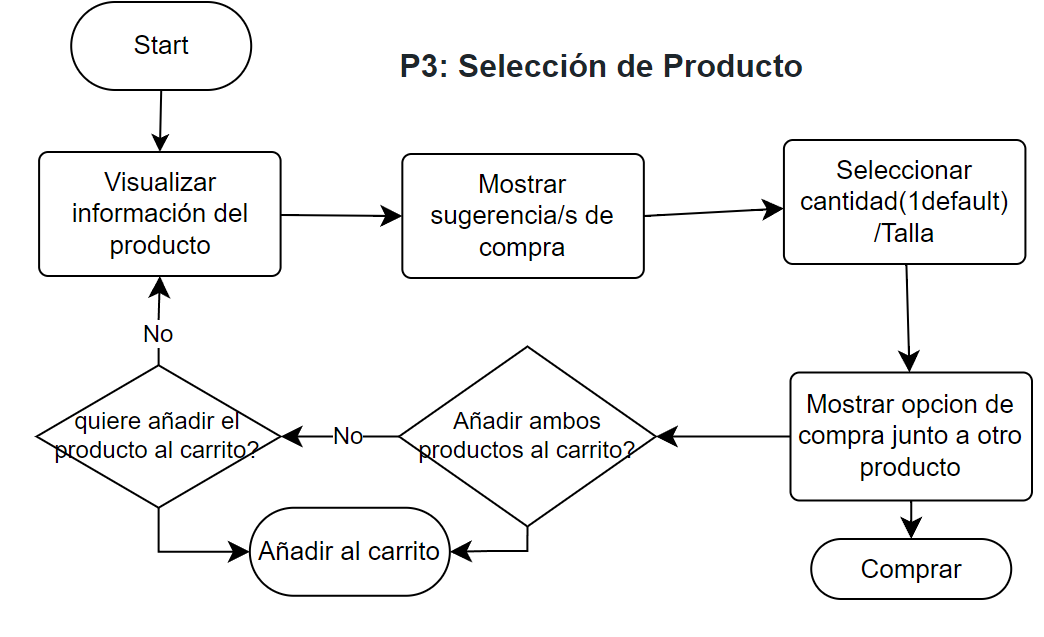 Start
P3: Selección de Producto
Visualizar
información del
producto
Mostrar
sugerencia/s de
compra
Seleccionar
cantidad(1default)
/Talla
No
Mostrar opcion de
compra junto a otro
producto
Añadir ambos
productos al carrito?
No
quiere añadir el
producto al carrito?
Añadir al carrito
Comprar